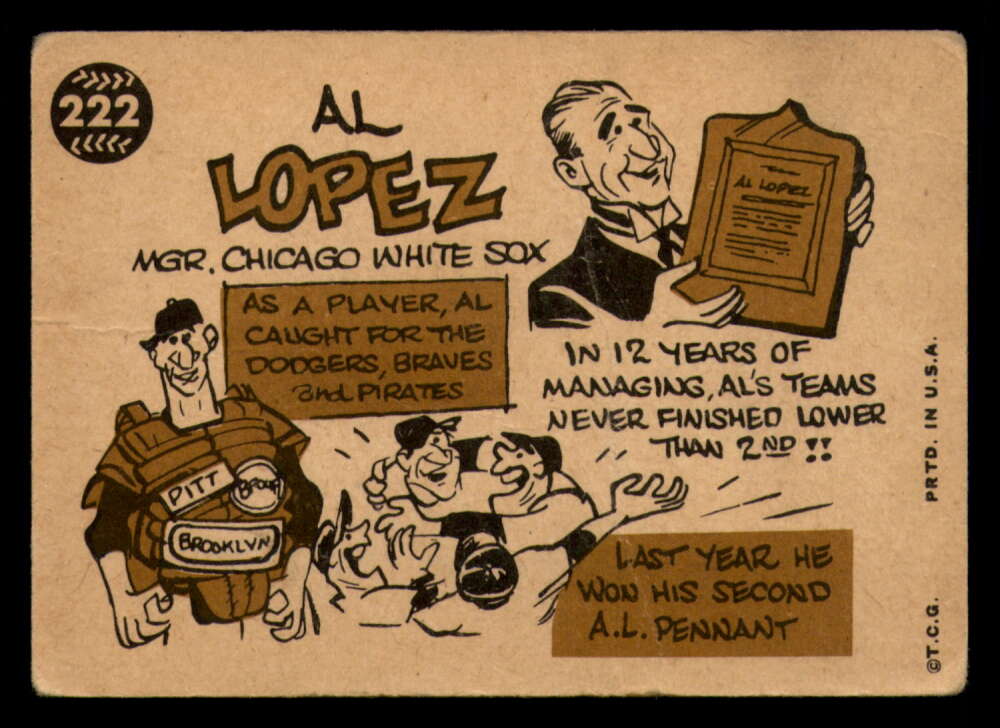 222
AL
LOPEZ
MGR. CHICAGO WHITE SOX
AL LOPEZ
AS A PLAYER, AL
CAUGHT FOR THE
DODGERS, BRAVES
and PIRATES
IN 12 YEARS OF
MANAGING, AL'S TEAMS
NEVER FINISHED LOWER
THAN 2ND !!
PITT
BROOKLYN
LAST YEAR HE
WON HIS SECOND
A.L. PENNANT
©T.C.G. PRTD. IN U.S.A.